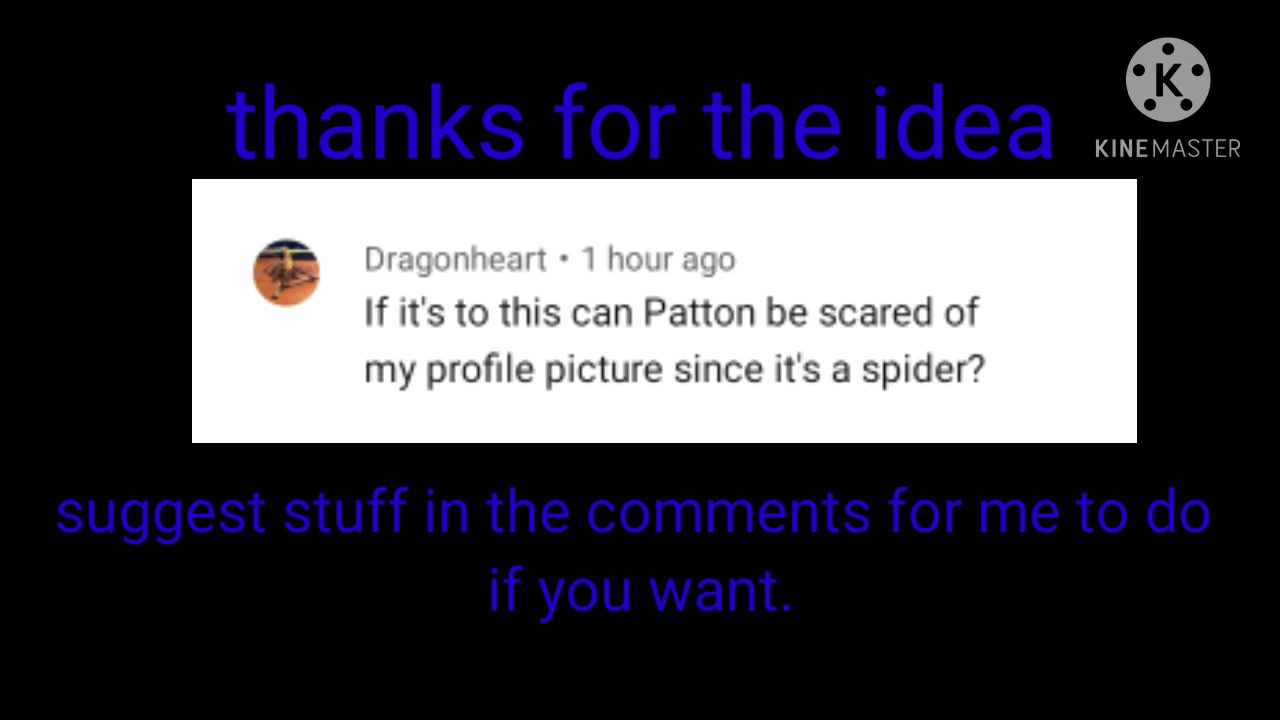 thanks for the idea
K
KINEMASTER
Dragonheart • 1 hour ago
If it's to this can Patton be scared of
my profile picture since it's a spider?
suggest stuff in the comments for me to do
if you want.